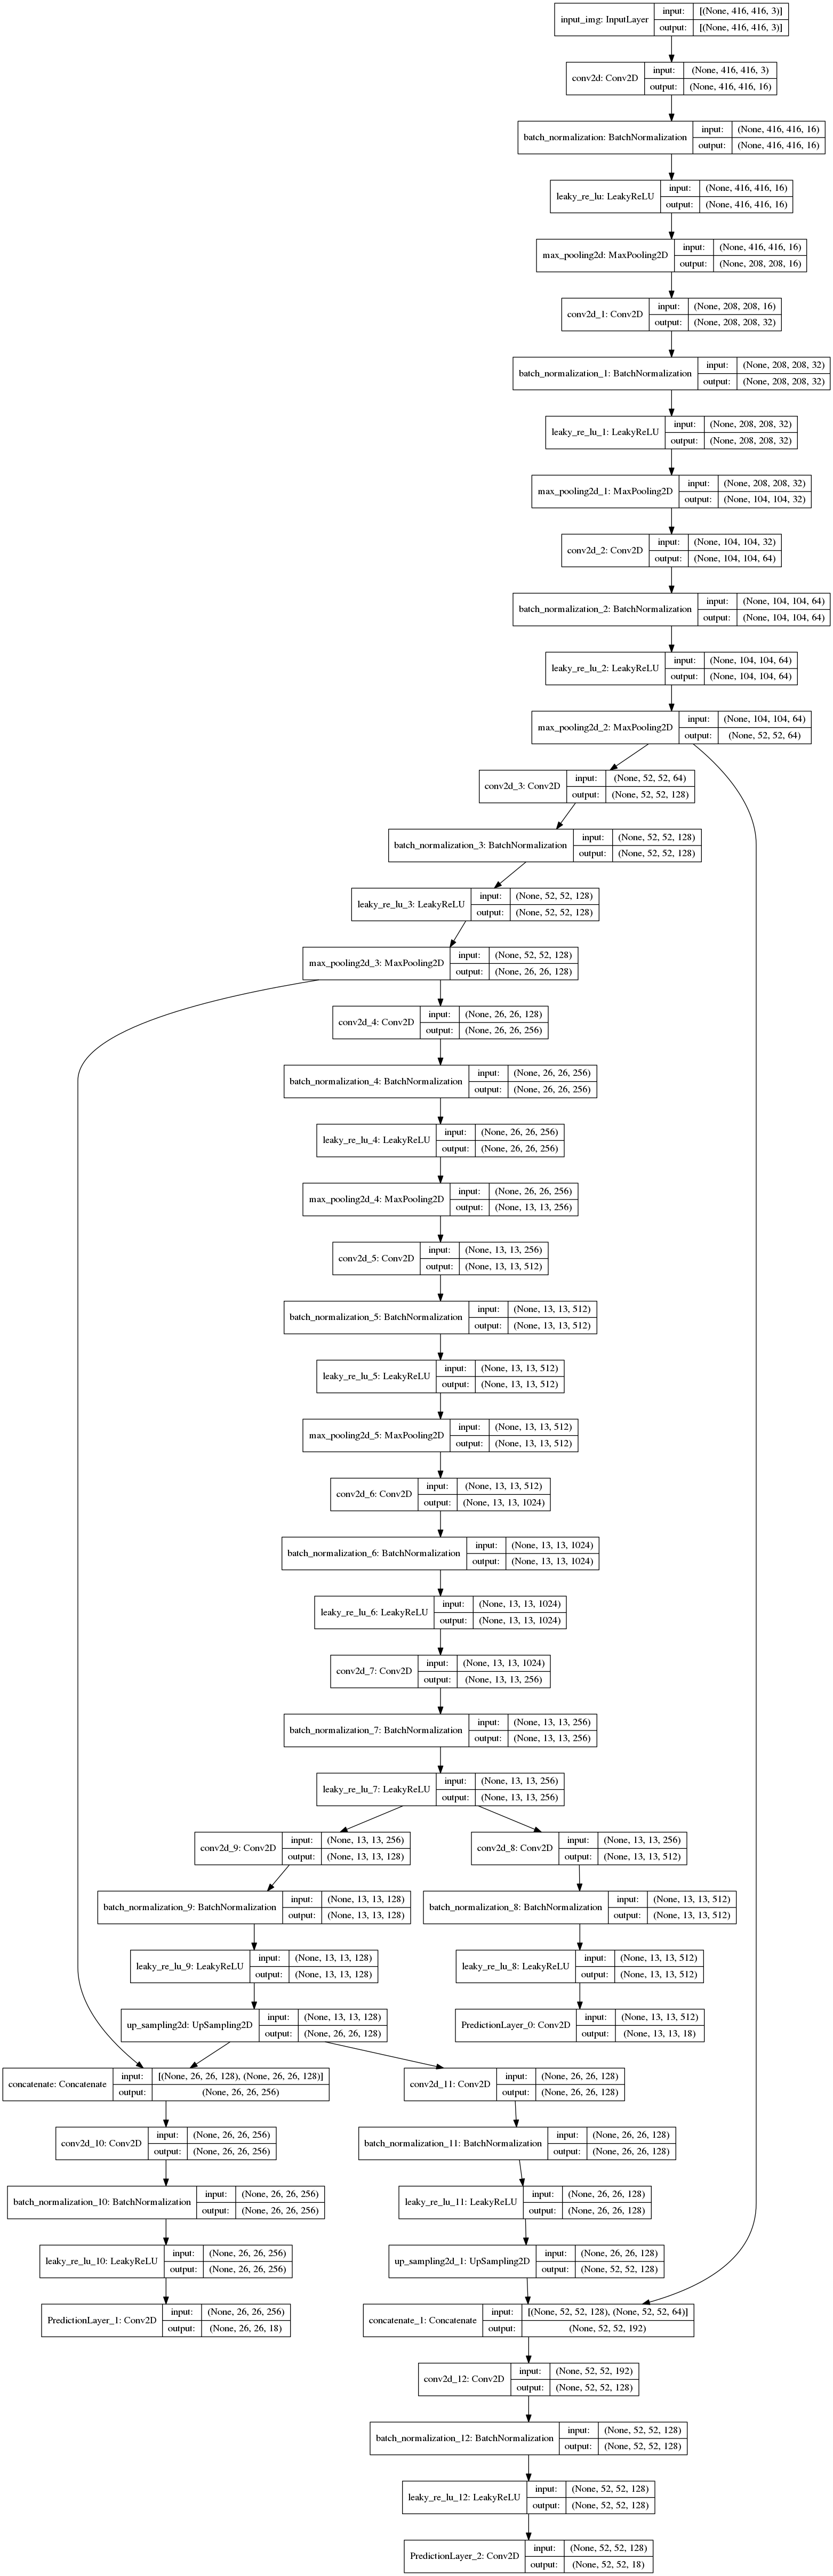 input_img: InputLayer
input: [(None, 416, 416, 3)]
output: [(None, 416, 416, 3)]
conv2d: Conv2D
input: (None, 416, 416, 3)
output: (None, 416, 416, 16)
batch_normalization: BatchNormalization
input: (None, 416, 416, 16)
output: (None, 416, 416, 16)
leaky_re_lu: LeakyReLU
input: (None, 416, 416, 16)
output: (None, 416, 416, 16)
max_pooling2d: MaxPooling2D
input: (None, 416, 416, 16)
output: (None, 208, 208, 16)
conv2d_1: Conv2D
input: (None, 208, 208, 16)
output: (None, 208, 208, 32)
batch_normalization_1: BatchNormalization
input: (None, 208, 208, 32)
output: (None, 208, 208, 32)
leaky_re_lu_1: LeakyReLU
input: (None, 208, 208, 32)
output: (None, 208, 208, 32)
max_pooling2d_1: MaxPooling2D
input: (None, 208, 208, 32)
output: (None, 104, 104, 32)
conv2d_2: Conv2D
input: (None, 104, 104, 32)
output: (None, 104, 104, 64)
batch_normalization_2: BatchNormalization
input: (None, 104, 104, 64)
output: (None, 104, 104, 64)
leaky_re_lu_2: LeakyReLU
input: (None, 104, 104, 64)
output: (None, 104, 104, 64)
max_pooling2d_2: MaxPooling2D
input: (None, 104, 104, 64)
output: (None, 52, 52, 64)
conv2d_3: Conv2D
input: (None, 52, 52, 64)
output: (None, 52, 52, 128)
batch_normalization_3: BatchNormalization
input: (None, 52, 52, 128)
output: (None, 52, 52, 128)
leaky_re_lu_3: LeakyReLU
input: (None, 52, 52, 128)
output: (None, 52, 52, 128)
max_pooling2d_3: MaxPooling2D
input: (None, 52, 52, 128)
output: (None, 26, 26, 128)
conv2d_4: Conv2D
input: (None, 26, 26, 128)
output: (None, 26, 26, 256)
batch_normalization_4: BatchNormalization
input: (None, 26, 26, 256)
output: (None, 26, 26, 256)
leaky_re_lu_4: LeakyReLU
input: (None, 26, 26, 256)
output: (None, 26, 26, 256)
max_pooling2d_4: MaxPooling2D
input: (None, 26, 26, 256)
output: (None, 13, 13, 256)
conv2d_5: Conv2D
input: (None, 13, 13, 256)
output: (None, 13, 13, 512)
batch_normalization_5: BatchNormalization
input: (None, 13, 13, 512)
output: (None, 13, 13, 512)
leaky_re_lu_5: LeakyReLU
input: (None, 13, 13, 512)
output: (None, 13, 13, 512)
max_pooling2d_5: MaxPooling2D
input: (None, 13, 13, 512)
output: (None, 13, 13, 512)
conv2d_6: Conv2D
input: (None, 13, 13, 512)
output: (None, 13, 13, 1024)
batch_normalization_6: BatchNormalization
input: (None, 13, 13, 1024)
output: (None, 13, 13, 1024)
leaky_re_lu_6: LeakyReLU
input: (None, 13, 13, 1024)
output: (None, 13, 13, 1024)
conv2d_7: Conv2D
input: (None, 13, 13, 1024)
output: (None, 13, 13, 256)
batch_normalization_7: BatchNormalization
input: (None, 13, 13, 256)
output: (None, 13, 13, 256)
leaky_re_lu_7: LeakyReLU
input: (None, 13, 13, 256)
output: (None, 13, 13, 256)
conv2d_9: Conv2D
input: (None, 13, 13, 256)
output: (None, 13, 13, 128)
conv2d_8: Conv2D
input: (None, 13, 13, 256)
output: (None, 13, 13, 512)
batch_normalization_9: BatchNormalization
input: (None, 13, 13, 128)
output: (None, 13, 13, 128)
batch_normalization_8: BatchNormalization
input: (None, 13, 13, 512)
output: (None, 13, 13, 512)
leaky_re_lu_9: LeakyReLU
input: (None, 13, 13, 128)
output: (None, 13, 13, 128)
leaky_re_lu_8: LeakyReLU
input: (None, 13, 13, 512)
output: (None, 13, 13, 512)
up_sampling2d: UpSampling2D
input: (None, 13, 13, 128)
output: (None, 26, 26, 128)
PredictionLayer_0: Conv2D
input: (None, 13, 13, 512)
output: (None, 13, 13, 18)
concatenate: Concatenate
input: [(None, 26, 26, 128), (None, 26, 26, 128)]
output: (None, 26, 26, 256)
conv2d_11: Conv2D
input: (None, 26, 26, 128)
output: (None, 26, 26, 128)
conv2d_10: Conv2D
input: (None, 26, 26, 256)
output: (None, 26, 26, 256)
batch_normalization_11: BatchNormalization
input: (None, 26, 26, 128)
output: (None, 26, 26, 128)
batch_normalization_10: BatchNormalization
input: (None, 26, 26, 256)
output: (None, 26, 26, 256)
leaky_re_lu_11: LeakyReLU
input: (None, 26, 26, 128)
output: (None, 26, 26, 128)
leaky_re_lu_10: LeakyReLU
input: (None, 26, 26, 256)
output: (None, 26, 26, 256)
up_sampling2d_1: UpSampling2D
input: (None, 26, 26, 128)
output: (None, 52, 52, 128)
PredictionLayer_1: Conv2D
input: (None, 26, 26, 256)
output: (None, 26, 26, 18)
concatenate_1: Concatenate
input: [(None, 52, 52, 128), (None, 52, 52, 64)]
output: (None, 52, 52, 192)
conv2d_12: Conv2D
input: (None, 52, 52, 192)
output: (None, 52, 52, 128)
batch_normalization_12: BatchNormalization
input: (None, 52, 52, 128)
output: (None, 52, 52, 128)
leaky_re_lu_12: LeakyReLU
input: (None, 52, 52, 128)
output: (None, 52, 52, 128)
PredictionLayer_2: Conv2D
input: (None, 52, 52, 128)
output: (None, 52, 52, 18)